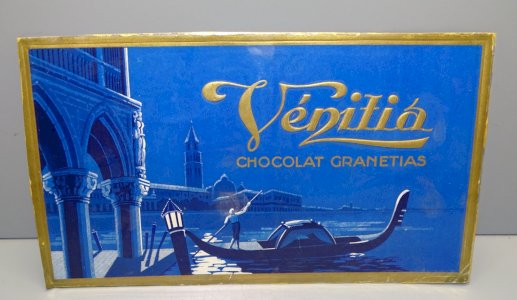 Vénitiá
CHOCOLAT GRANETIAS